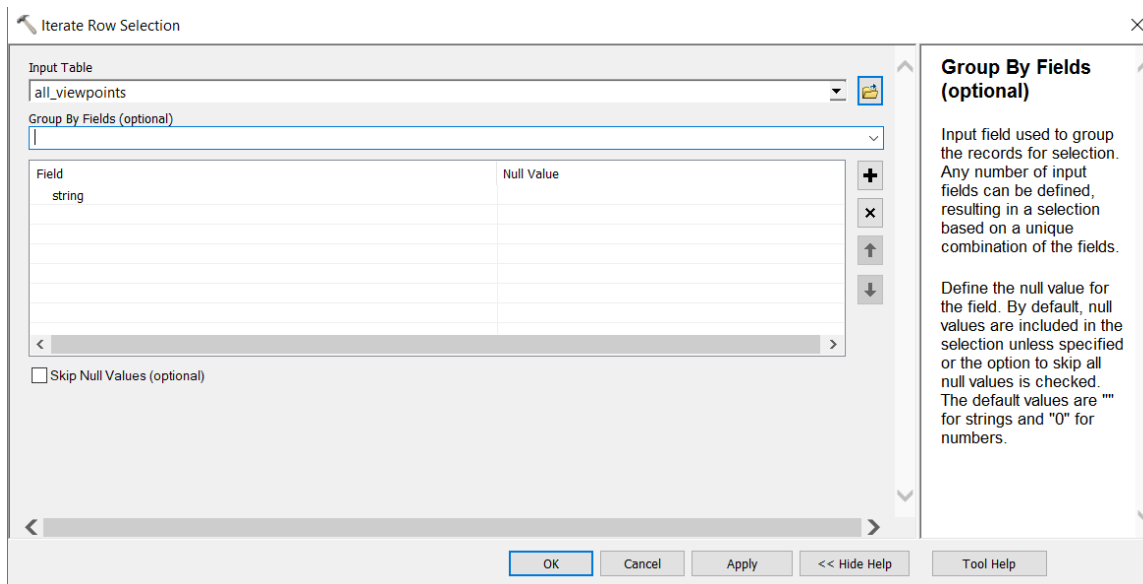 Iterate Row Selection
Input Table
all_viewpoints
Group By Fields (optional)
Field Null Value
string
Skip Null Values (optional)
OK Cancel Apply << Hide Help Tool Help
Group By Fields
(optional)
Input field used to group
the records for selection.
Any number of input
fields can be defined,
resulting in a selection
based on a unique
combination of the fields.
Define the null value for
the field. By default, null
values are included in the
selection unless specified
or the option to skip all
null values is checked.
The default values are ""
for strings and "0" for
numbers.